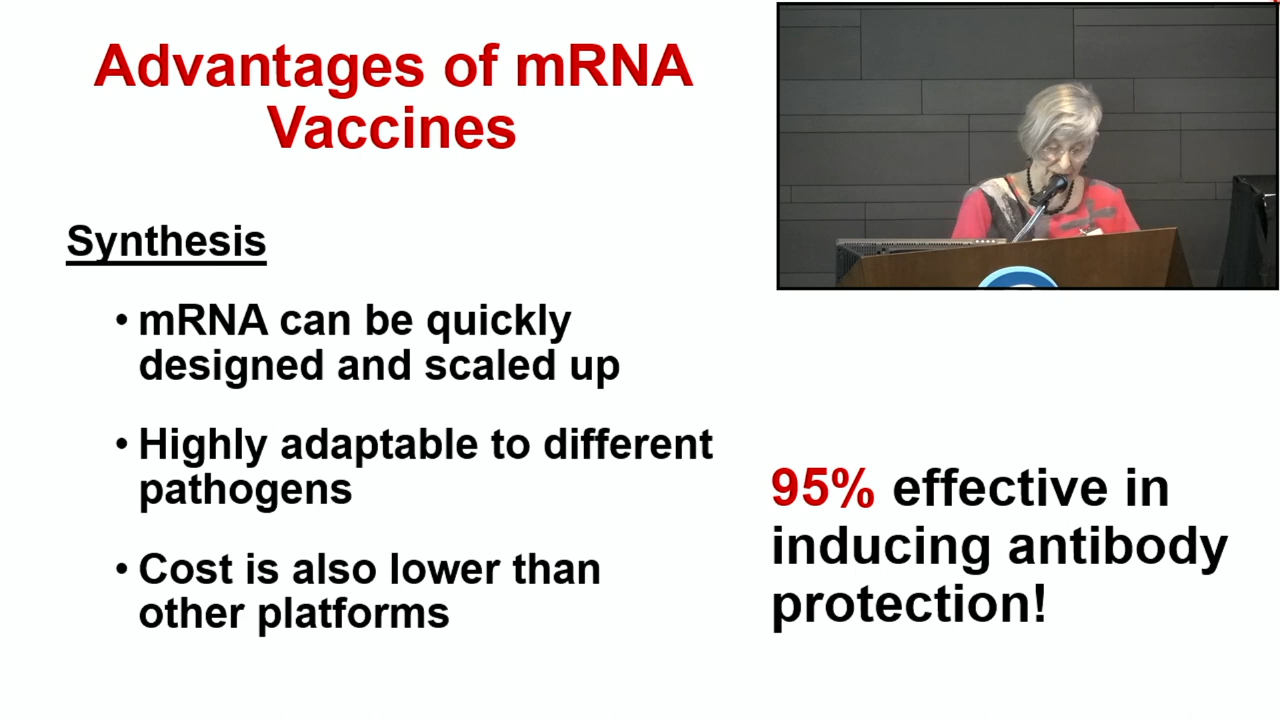 Advantages of mRNA
Vaccines
Synthesis
• mRNA can be quickly
designed and scaled up
• Highly adaptable to different
pathogens
• Cost is also lower than
other platforms
95% effective in
inducing antibody
protection!